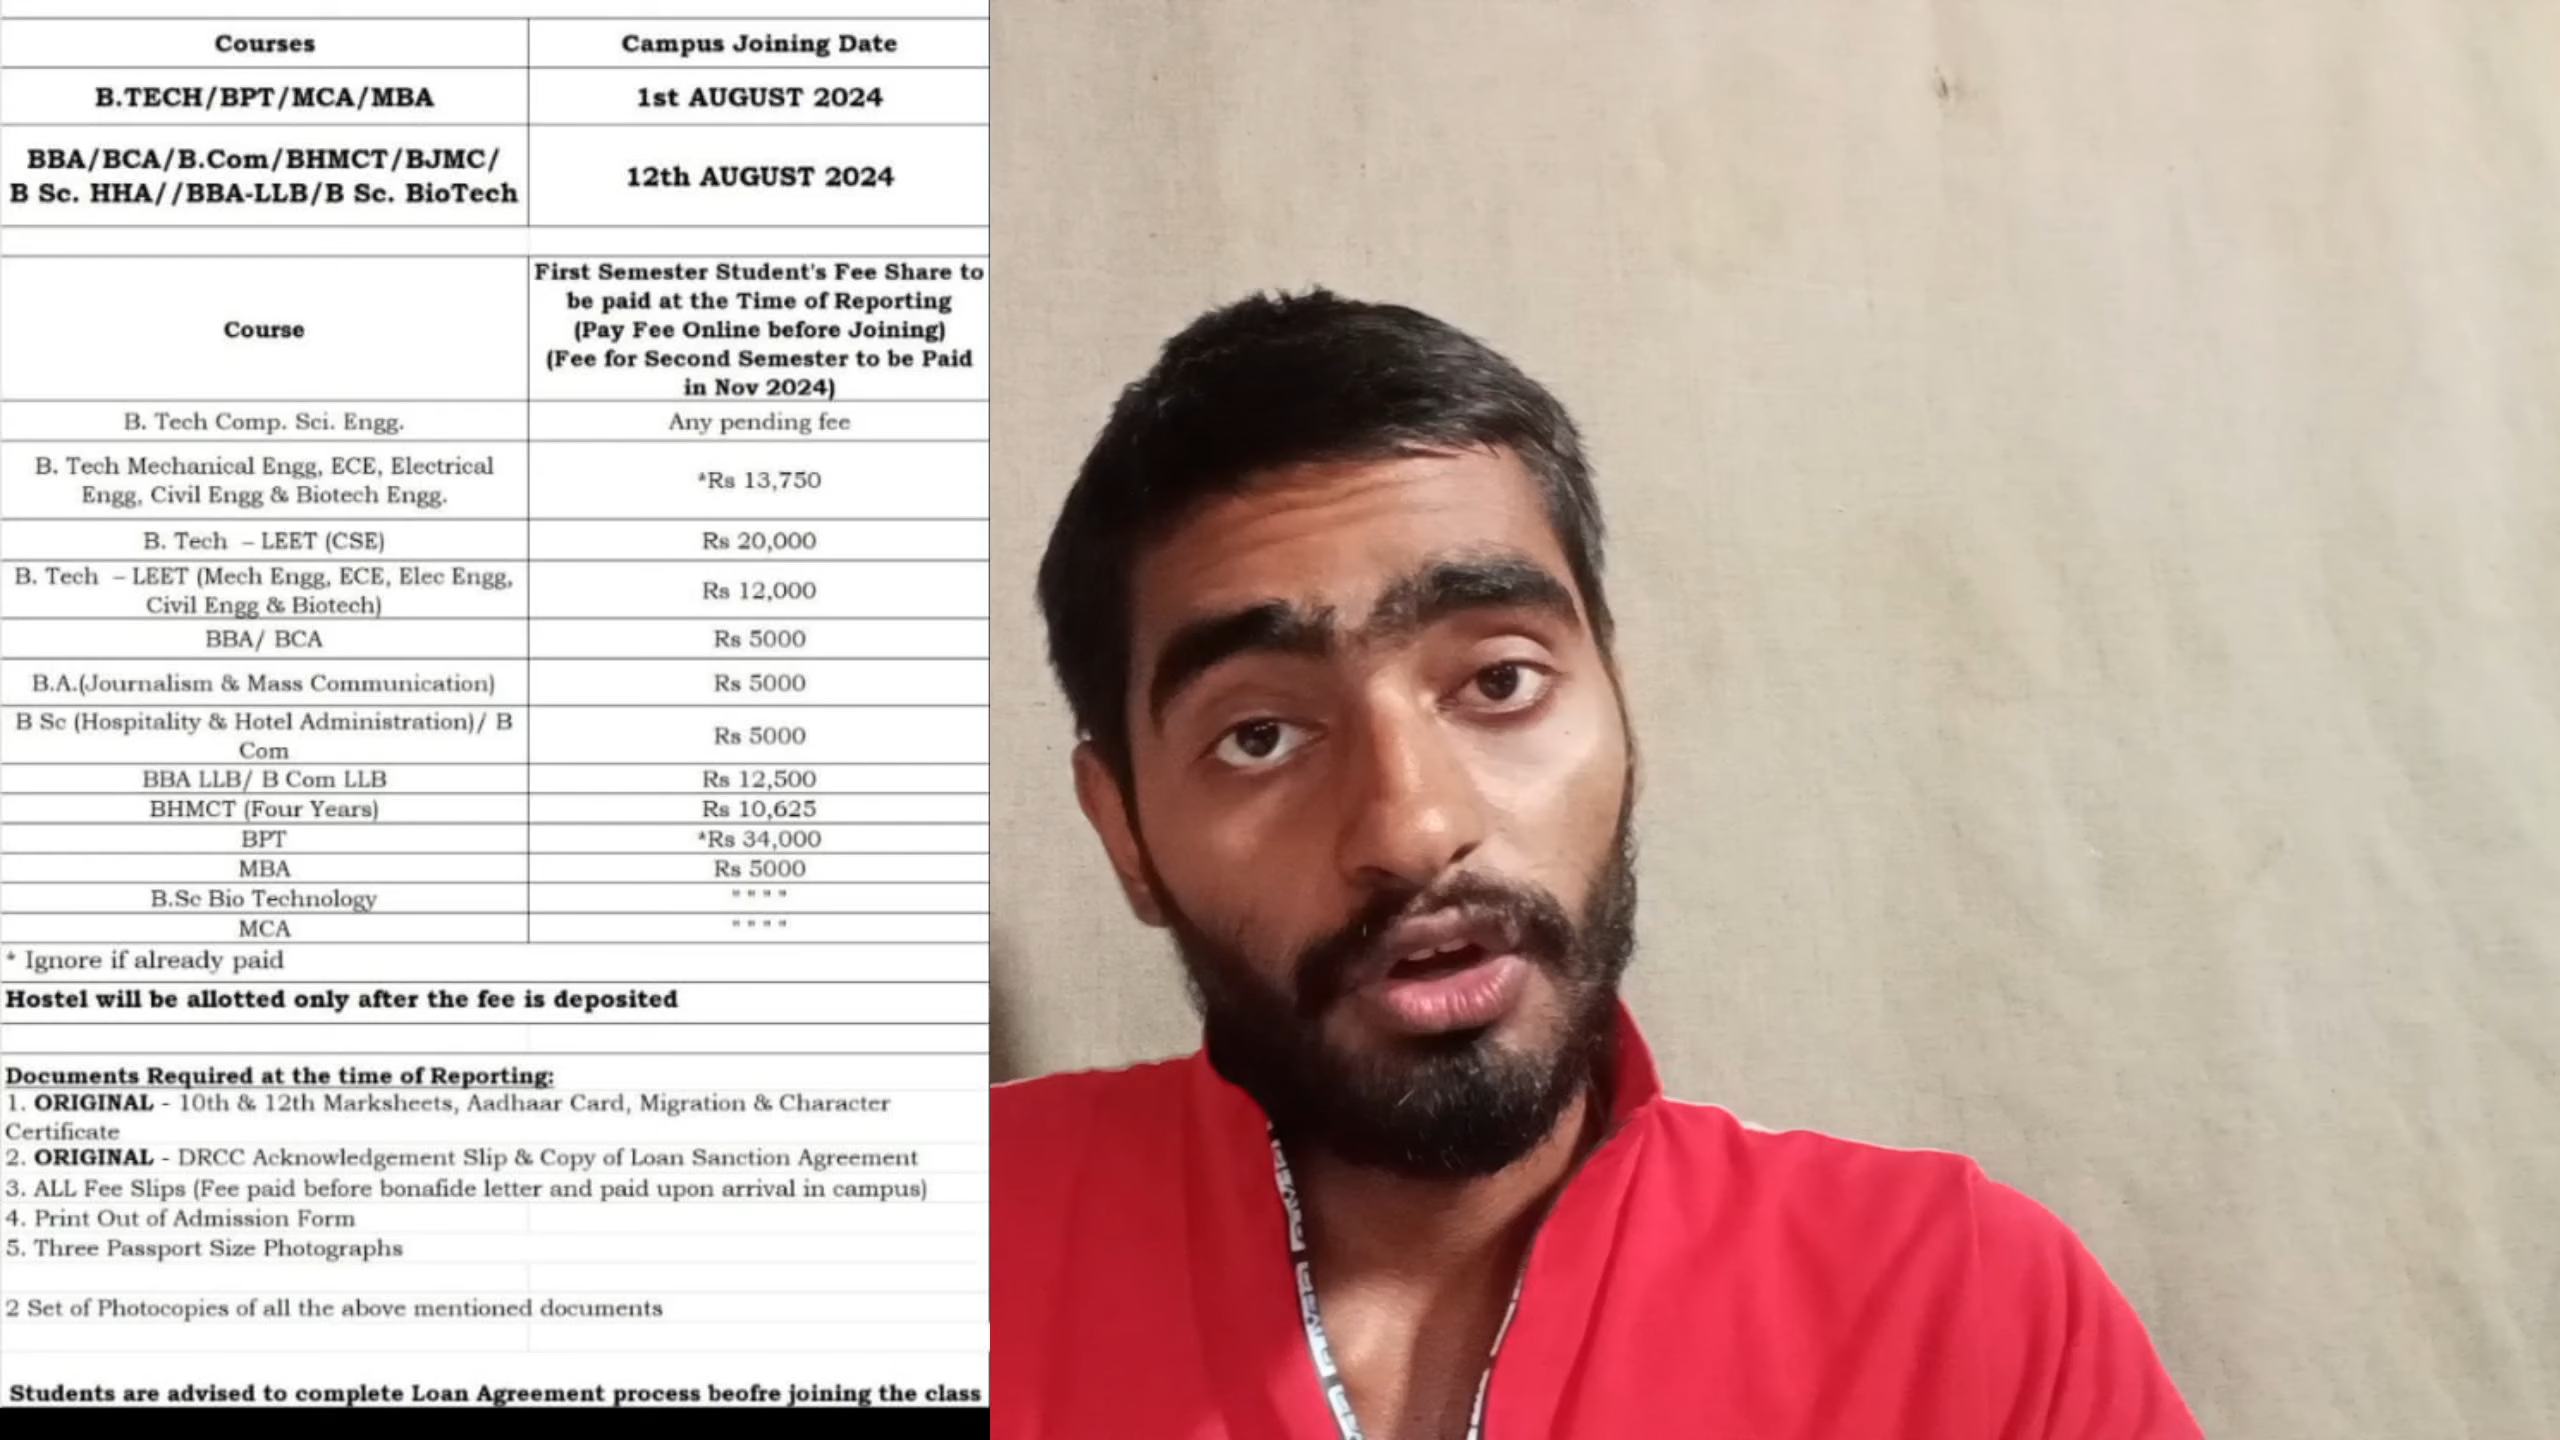 Courses Campus Joining Date
B.TECH/BPT/MCA/MBA 1st AUGUST 2024
BBA/BCA/B.Com/BHMCT/BJMC/
B Sc. HHA//BBA-LLB/B Sc. BioTech
12th AUGUST 2024
Course
First Semester Student's Fee Share to
be paid at the Time of Reporting
(Pay Fee Online before Joining)
(Fee for Second Semester to be Paid
in Nov 2024)
B. Tech Comp. Sci. Engg. Any pending fee
B. Tech Mechanical Engg, ECE, Electrical
Engg, Civil Engg & Biotech Engg.
*Rs 13,750
B. Tech – LEET (CSE) Rs 20,000
B. Tech – LEET (Mech Engg, ECE, Elec Engg,
Civil Engg & Biotech)
Rs 12,000
BBA/ BCA Rs 5000
B.A.(Journalism & Mass Communication) Rs 5000
B Sc (Hospitality & Hotel Administration)/ B
Com
Rs 5000
BBA LLB/ B Com LLB Rs 12,500
BHMCT (Four Years) Rs 10,625
BPT *Rs 34,000
MBA Rs 5000
B.Sc Bio Technology " " " "
MCA " " " "
* Ignore if already paid
Hostel will be allotted only after the fee is deposited
Documents Required at the time of Reporting:
1. ORIGINAL - 10th & 12th Marksheets, Aadhaar Card, Migration & Character
Certificate
2. ORIGINAL - DRCC Acknowledgement Slip & Copy of Loan Sanction Agreement
3. ALL Fee Slips (Fee paid before bonafide letter and paid upon arrival in campus)
4. Print Out of Admission Form
5. Three Passport Size Photographs
2 Set of Photocopies of all the above mentioned documents
Students are advised to complete Loan Agreement process beofre joining the class